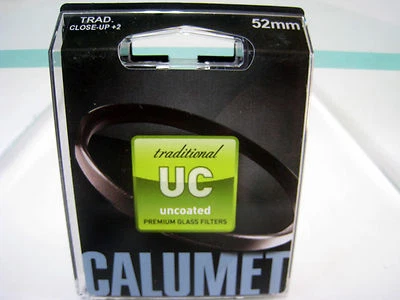 TRAD. 52mm
CLOSE-UP +2
traditional
UC
uncoated
PREMIUM GLASS FILTERS
CALUMET